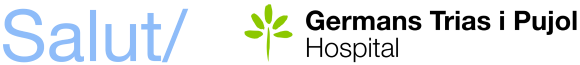 Salut/
Germans Trias i Pujol
Hospital